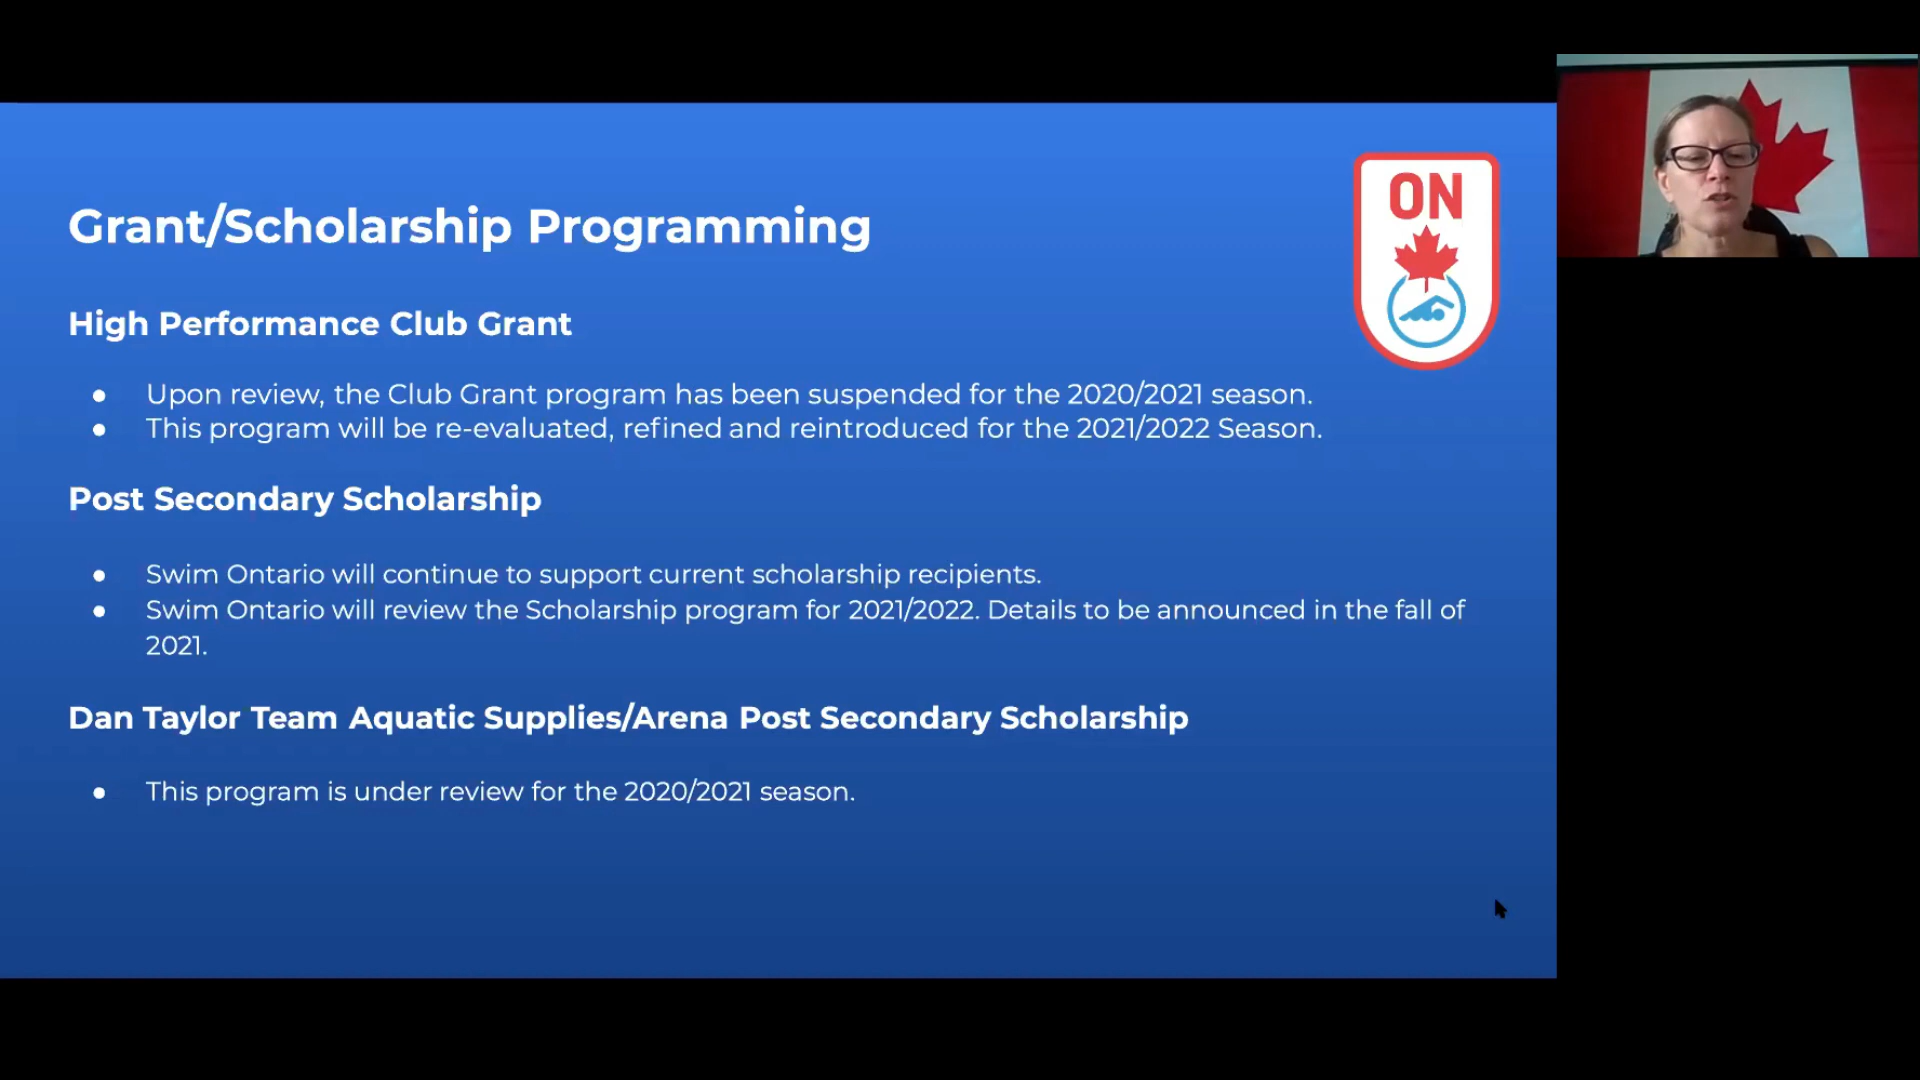 Grant/Scholarship Programming
ON
High Performance Club Grant
● Upon review, the Club Grant program has been suspended for the 2020/2021 season.
● This program will be re-evaluated, refined and reintroduced for the 2021/2022 Season.
Post Secondary Scholarship
● Swim Ontario will continue to support current scholarship recipients.
● Swim Ontario will review the Scholarship program for 2021/2022. Details to be announced in the fall of
2021.
Dan Taylor Team Aquatic Supplies/Arena Post Secondary Scholarship
● This program is under review for the 2020/2021 season.